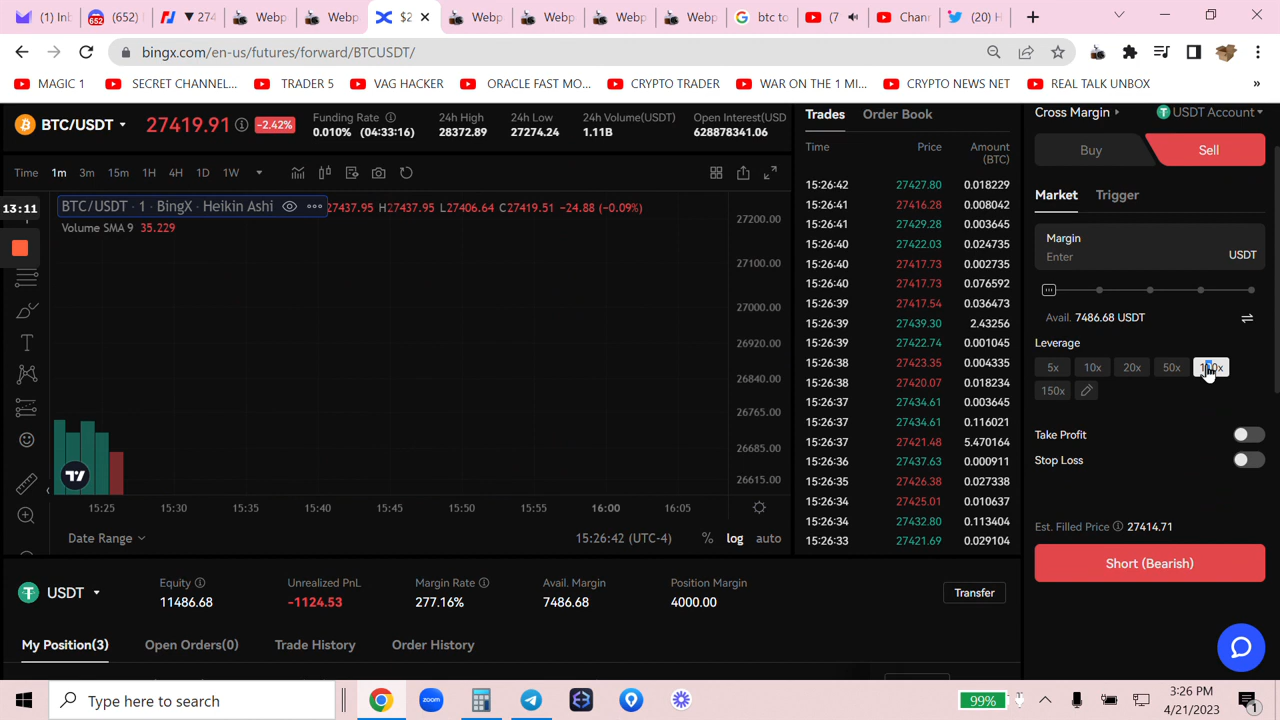 (1) In
(652)
▼274
Webp
Webp
$2
Webp
Webp
Webp
Webp
btc to
(7
Chann
(20) H
bingx.com/en-us/futures/forward/BTCUSDT/
MAGIC 1
SECRET CHANNEL...
TRADER 5
VAG HACKER
ORACLE FAST MO...
CRYPTO TRADER
WAR ON THE 1 MI...
CRYPTO NEWS NET
REAL TALK UNBOX
»
BTC/USDT
27419.91
-2.42%
Funding Rate
0.010% (04:33:16)
24h High
28372.89
24h Low
27274.24
24h Volume(USDT)
1.11B
Open Interest(USD
628878341.06
Time 1m 3m 15m 1H 4H 1D 1W
13:11
BTC/USDT · 1 · BingX · Heikin Ashi
27437.95 H27437.95 L27406.64 C27419.51 -24.88 (-0.09%)
Volume SMA 9 35.229
27200.00
27100.00
27000.00
26920.00
26840.00
26765.00
26685.00
26615.00
15:25 15:30 15:35 15:40 15:45 15:50 15:55 16:00 16:05
Date Range
15:26:42 (UTC-4) % log auto
Trades Order Book
Time Price Amount (BTC)
15:26:42 27427.80 0.018229
15:26:41 27416.28 0.008042
15:26:41 27429.28 0.003645
15:26:40 27422.03 0.024735
15:26:40 27417.73 0.002735
15:26:40 27417.73 0.076592
15:26:39 27417.54 0.036473
15:26:39 27439.30 2.43256
15:26:39 27422.74 0.001045
15:26:38 27423.35 0.004335
15:26:38 27420.07 0.018234
15:26:37 27434.61 0.003645
15:26:37 27434.61 0.116021
15:26:37 27421.48 5.470164
15:26:36 27437.63 0.000911
15:26:35 27426.38 0.027338
15:26:34 27425.01 0.010637
15:26:34 27432.80 0.113404
15:26:33 27421.69 0.029104
Cross Margin
USDT Account
Buy Sell
Market Trigger
Margin
Enter
USDT
Avail. 7486.68 USDT
Leverage
5x 10x 20x 50x 100x
150x
Take Profit
Stop Loss
Est. Filled Price 27414.71
Short (Bearish)
USDT
Equity
11486.68
Unrealized PnL
-1124.53
Margin Rate
277.16%
Avail. Margin
7486.68
Position Margin
4000.00
Transfer
My Position(3) Open Orders(0) Trade History Order History
Type here to search
zoom
99%
3:26 PM
4/21/2023
1